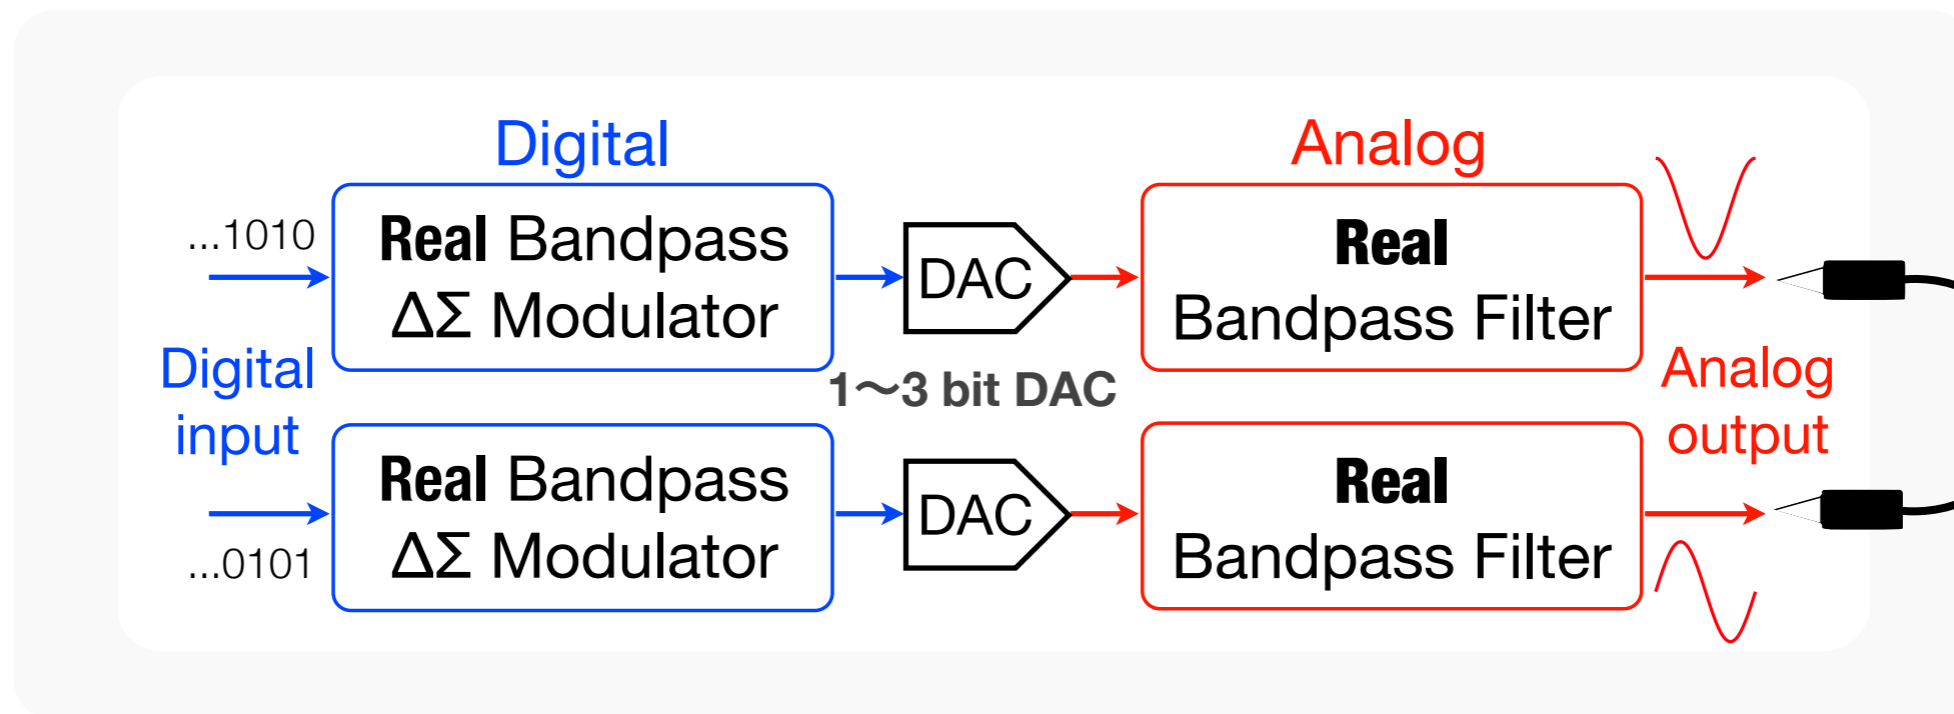 Digital
Analog
...1010
Real Bandpass
ΔΣ Modulator
DAC
Real
Bandpass Filter
Digital
input
1〜3 bit DAC
Analog
output
Real Bandpass
ΔΣ Modulator
DAC
Real
Bandpass Filter
...0101